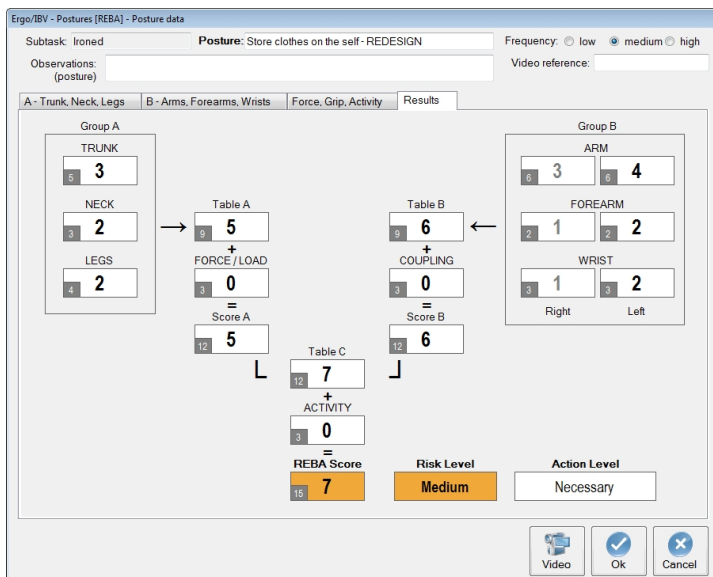 Ergo/IBV - Postures [REBA] - Posture data
Subtask: Ironed Posture: Store clothes on the self - REDESIGN Frequency: low medium high
Observations: (posture) Video reference:
A - Trunk, Neck, Legs B - Arms, Forearms, Wrists Force, Grip, Activity Results
Group A Group B
TRUNK ARM
5 3 6 3 6 4
NECK Table A Table B FOREARM
3 2 → 9 5 9 6 ← 2 1 2 2
+ +
LEGS FORCE / LOAD COUPLING WRIST
4 2 3 0 3 0 3 1 3 2
= =
Score A Score B Right Left
12 5 12 6
Table C
12 7
+
ACTIVITY
3 0
=
REBA Score Risk Level Action Level
15 7 Medium Necessary
Video Ok Cancel